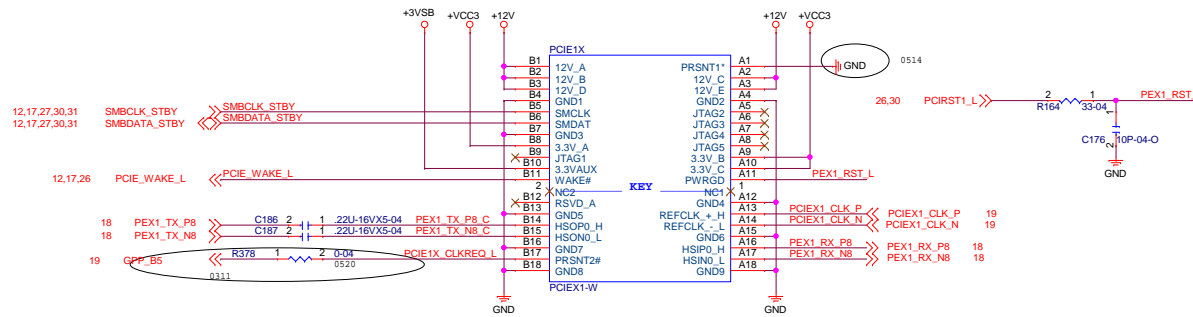 +3VSB +VCC3 +12V +12V +VCC3
PCIE1X
B1 12V_A PRSNT1* A1 GND 0514
B2 12V_B 12V_C A2
B3 12V_D 12V_E A3
B4 GND1 GND2 A4
12,17,27,30,31 SMBCLK_STBY SMBCLK_STBY B5 SMCLK JTAG2 A5
12,17,27,30,31 SMBDATA_STBY SMBDATA_STBY B6 SMDAT JTAG3 A6
B7 GND3 JTAG4 A7
B8 3.3V_A JTAG5 A8
B9 JTAG1 3.3V_B A9
B10 3.3VAUX 3.3V_C A10
12,17,26 PCIE_WAKE_L PCIE_WAKE_L B11 WAKE# PWRGD A11 PEX1_RST_L
2 NC2 KEY NC1 1
B12 RSVD_A GND4 A12
B13 GND5 REFCLK_+_H A13 PCIEX1_CLK_P PCIEX1_CLK_P 19
18 PEX1_TX_P8 C186 2 1 .22U-16VX5-04 PEX1_TX_P8_C B14 HSOP0_H REFCLK_-_L A14 PCIEX1_CLK_N PCIEX1_CLK_N 19
18 PEX1_TX_N8 C187 2 1 .22U-16VX5-04 PEX1_TX_N8_C B15 HSON0_L GND6 A15
B16 GND7 HSIP0_H A16 PEX1_RX_P8 PEX1_RX_P8 18
19 GPP_B5 R378 1 2 0-04 PCIE1X_CLKREQ_L B17 PRSNT2# HSIN0_L A17 PEX1_RX_N8 PEX1_RX_N8 18
0311 0520 B18 GND8 GND9 A18
PCIEX1-W
GND GND
26,30 PCIRST1_L 2 1 PEX1_RST_
R164 33-04
1
C176 10P-04-O
2
GND